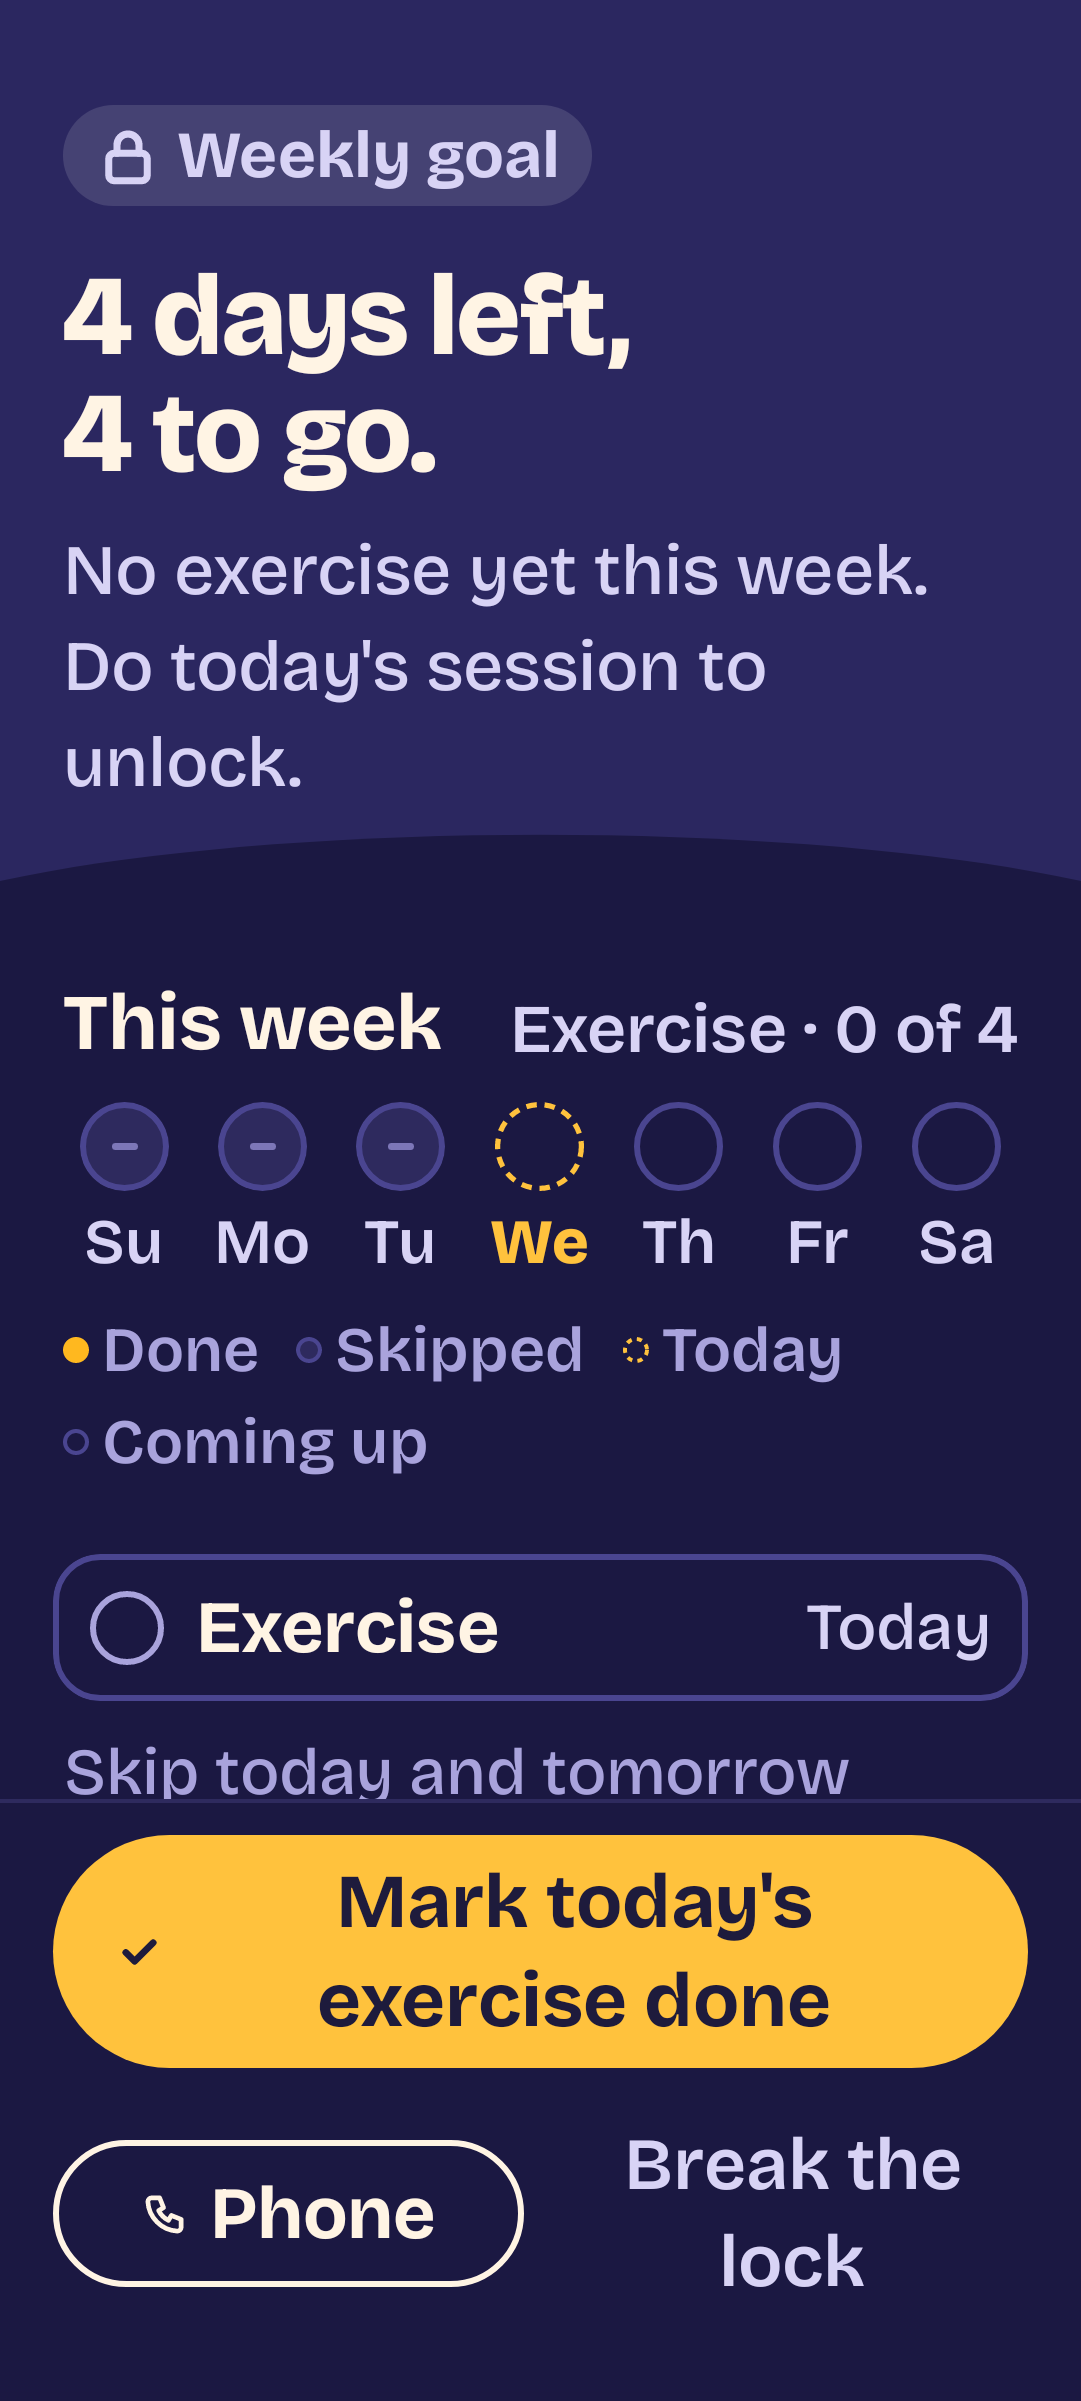 Weekly goal
4 days left,
4 to go.
No exercise yet this week.
Do today's session to
unlock.
This week
Exercise · 0 of 4
Su Mo Tu We Th Fr Sa
Done Skipped Today
Coming up
Exercise Today
Skip today and tomorrow
Mark today's
exercise done
Phone
Break the
lock